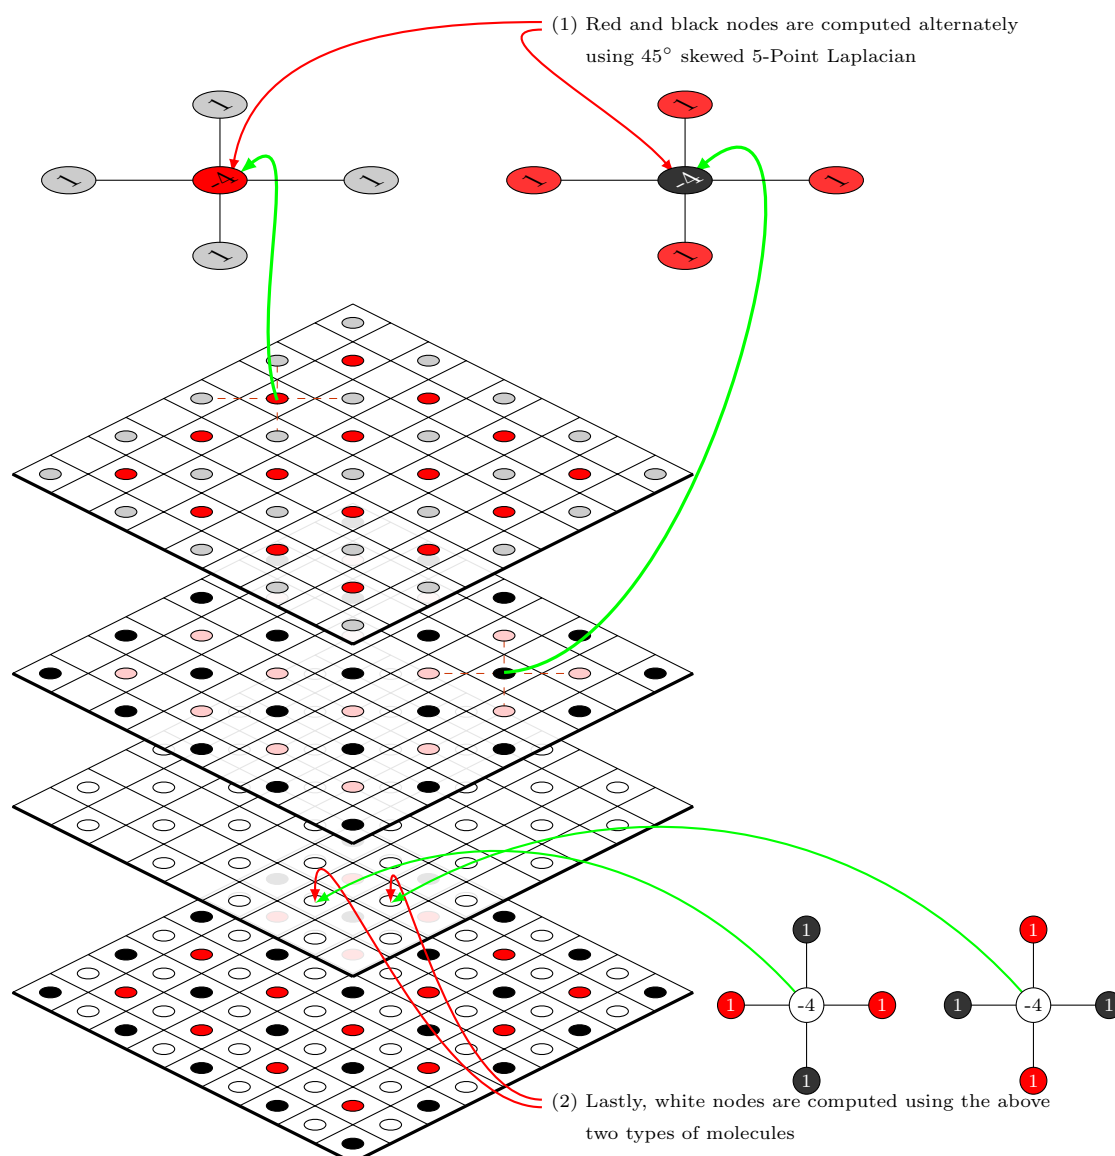 (1) Red and black nodes are computed alternately
using 45° skewed 5-Point Laplacian
1 1
1 -4 1 1 -4 1
1 1
1 1
1 -4 1 1 -4 1
1 1
(2) Lastly, white nodes are computed using the above
two types of molecules